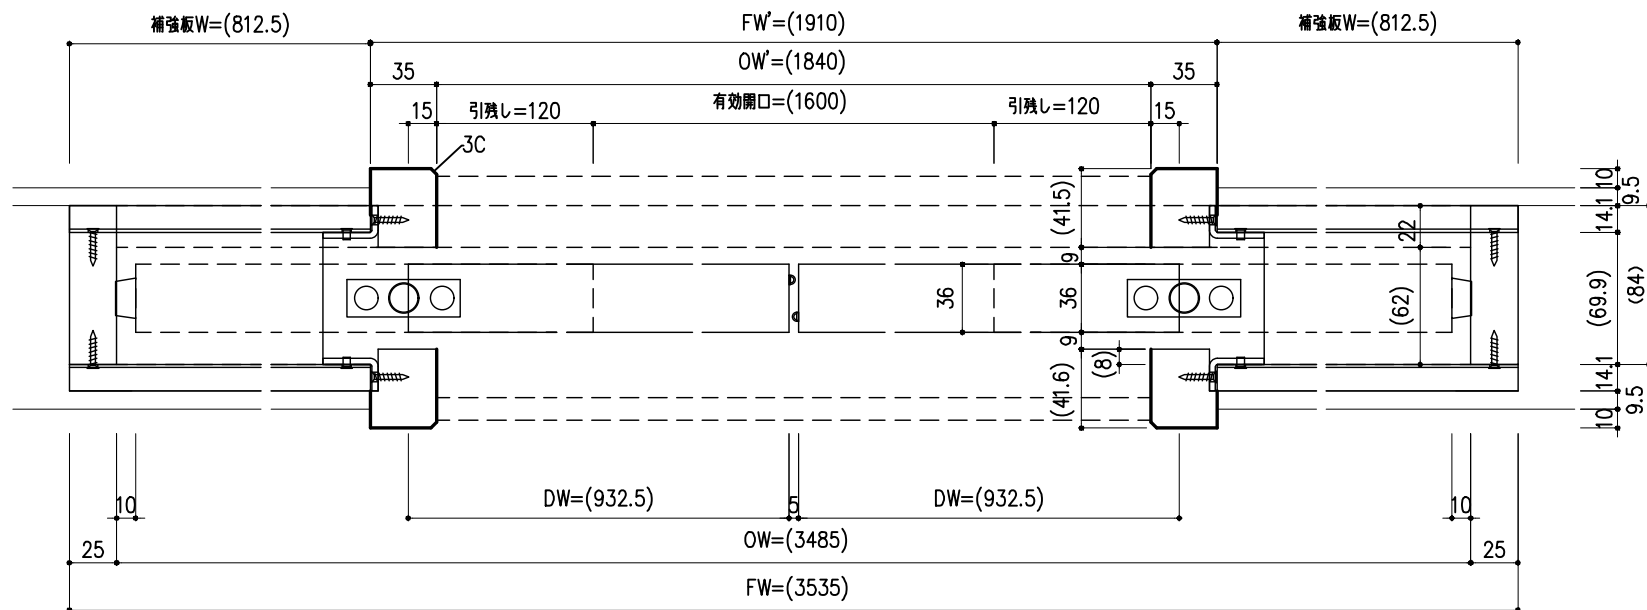 補強板W=(812.5)
FW'=(1910)
補強板W=(812.5)
OW'=(1840)
35
35
有効開口=(1600)
15
引残し=120
引残し=120
15
3C
(41.5)
10
9.5
14.1
22
9
36
36
(62)
(69.9)
(84)
9
(8)
(41.6)
14.1
9.5
10
10
DW=(932.5)
5
DW=(932.5)
10
OW=(3485)
25
25
FW=(3535)